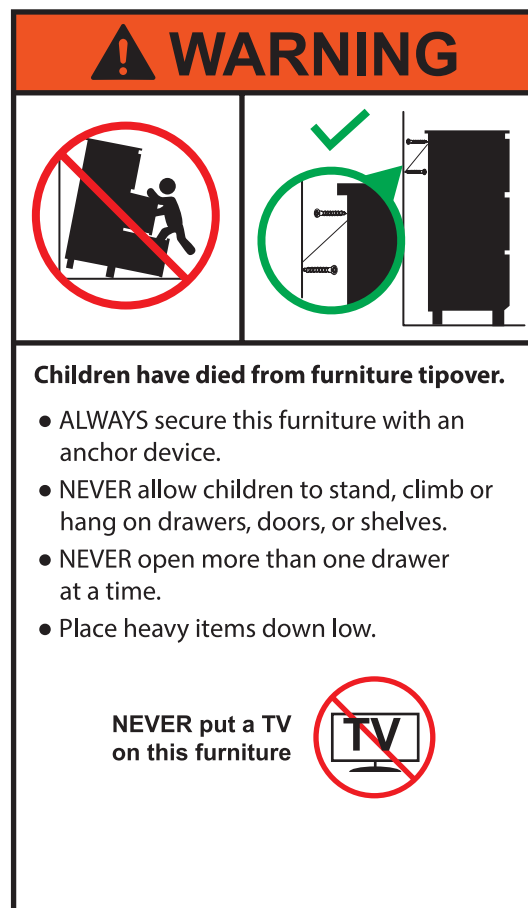 WARNING
Children have died from furniture tipover.
● ALWAYS secure this furniture with an
anchor device.
● NEVER allow children to stand, climb or
hang on drawers, doors, or shelves.
● NEVER open more than one drawer
at a time.
● Place heavy items down low.
NEVER put a TV
on this furniture
TV